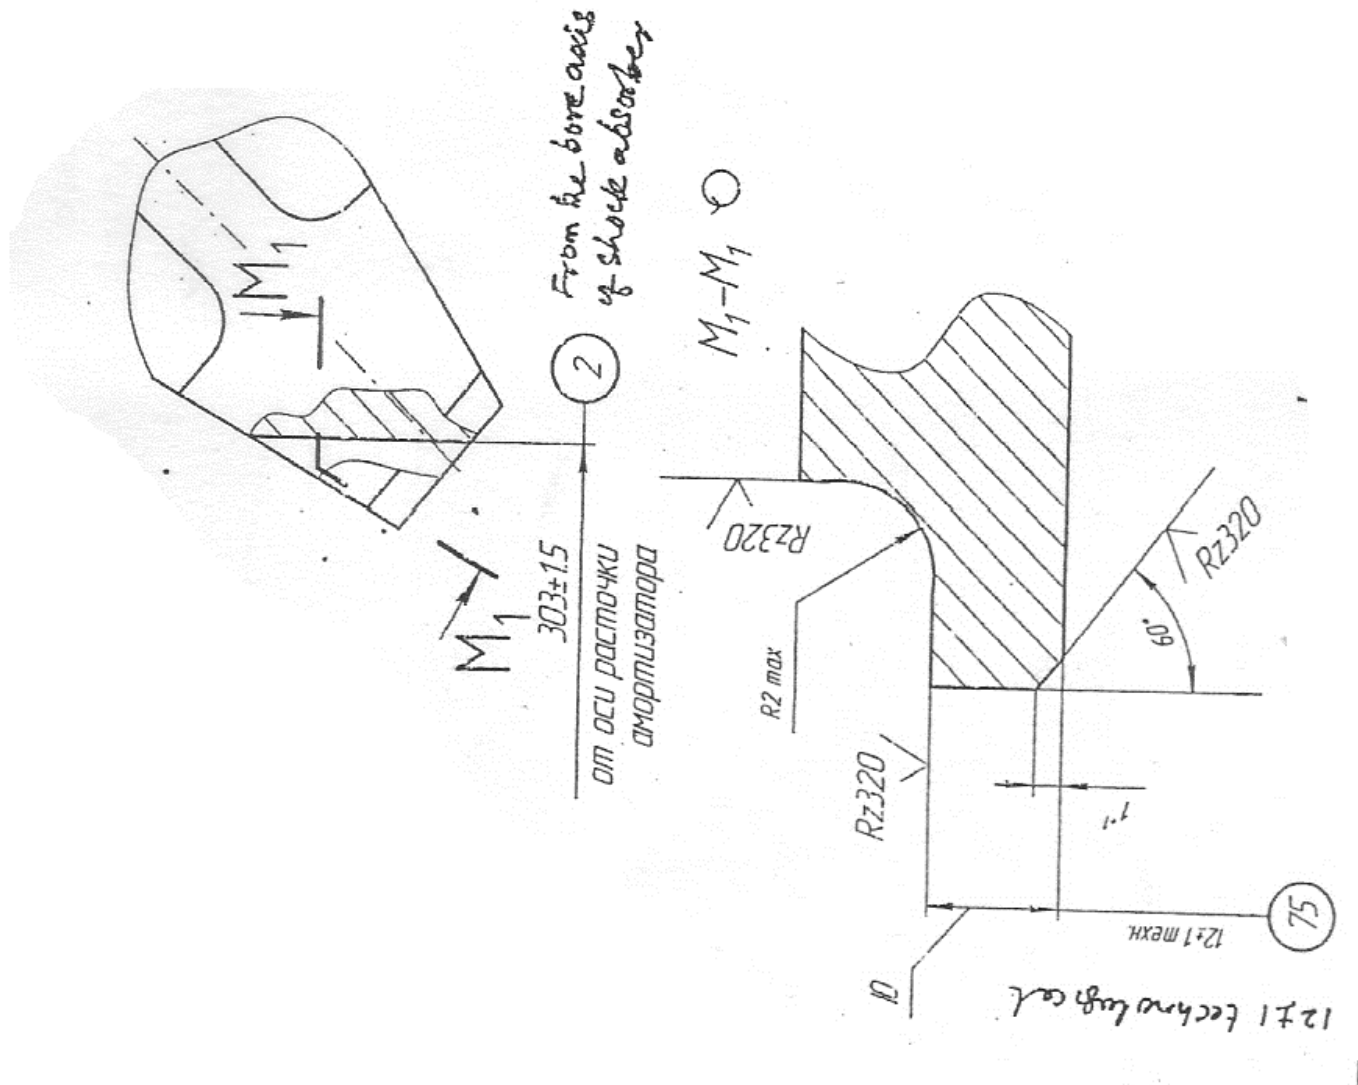 From the bore axis
of shock absorber
M₁
2
M₁
303±1.5
от оси расточки
амортизатора
M₁-M₁
Rz320
R2 max
Rz320
60°
Rz320
1⁺¹
12±1 техн.
75
12±1 technological